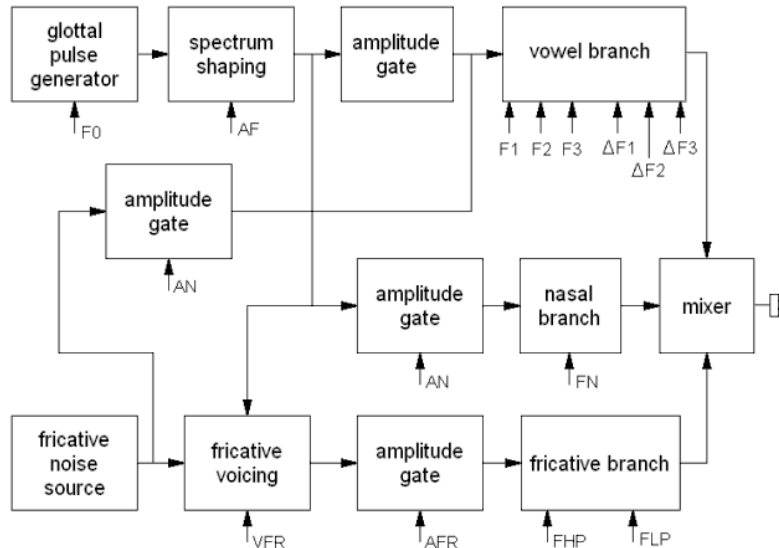 glottal
pulse
generator
spectrum
shaping
amplitude
gate
vowel branch
F0
AF
F1 F2 F3 ΔF1 ΔF2 ΔF3
amplitude
gate
AN
amplitude
gate
nasal
branch
mixer
AN
FN
fricative
noise
source
fricative
voicing
amplitude
gate
fricative branch
VFR
AFR
FHP
FLP